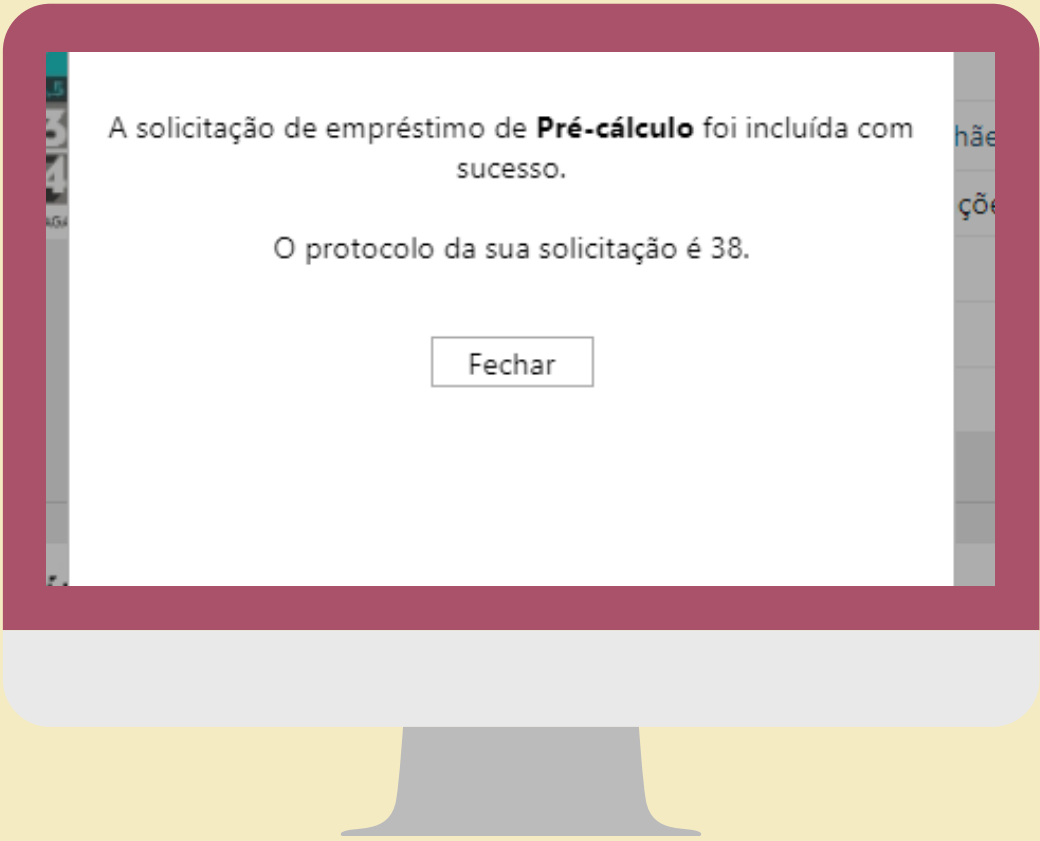 A solicitação de empréstimo de Pré-cálculo foi incluída com
sucesso.
O protocolo da sua solicitação é 38.
Fechar